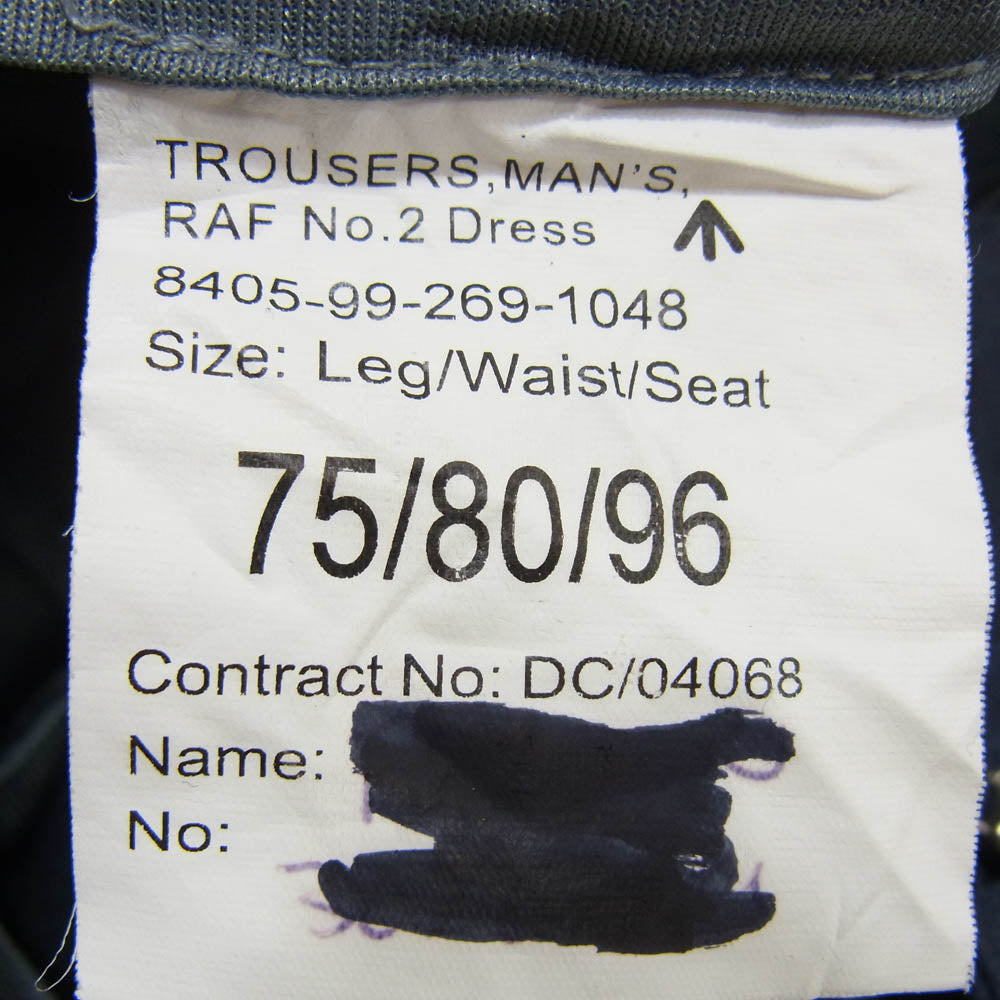 TROUSERS, MAN'S,
RAF No.2 Dress
8405-99-269-1048
Size: Leg/Waist/Seat
75/80/96
Contract No: DC/04068
Name:
No: